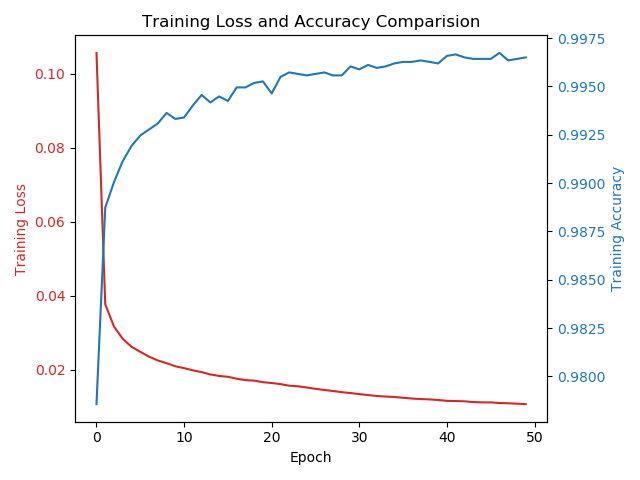 Training Loss and Accuracy Comparision
0.10
0.08
0.06
0.04
0.02
Training Loss
0.9975
0.9950
0.9925
0.9900
0.9875
0.9850
0.9825
0.9800
Training Accuracy
0 10 20 30 40 50
Epoch